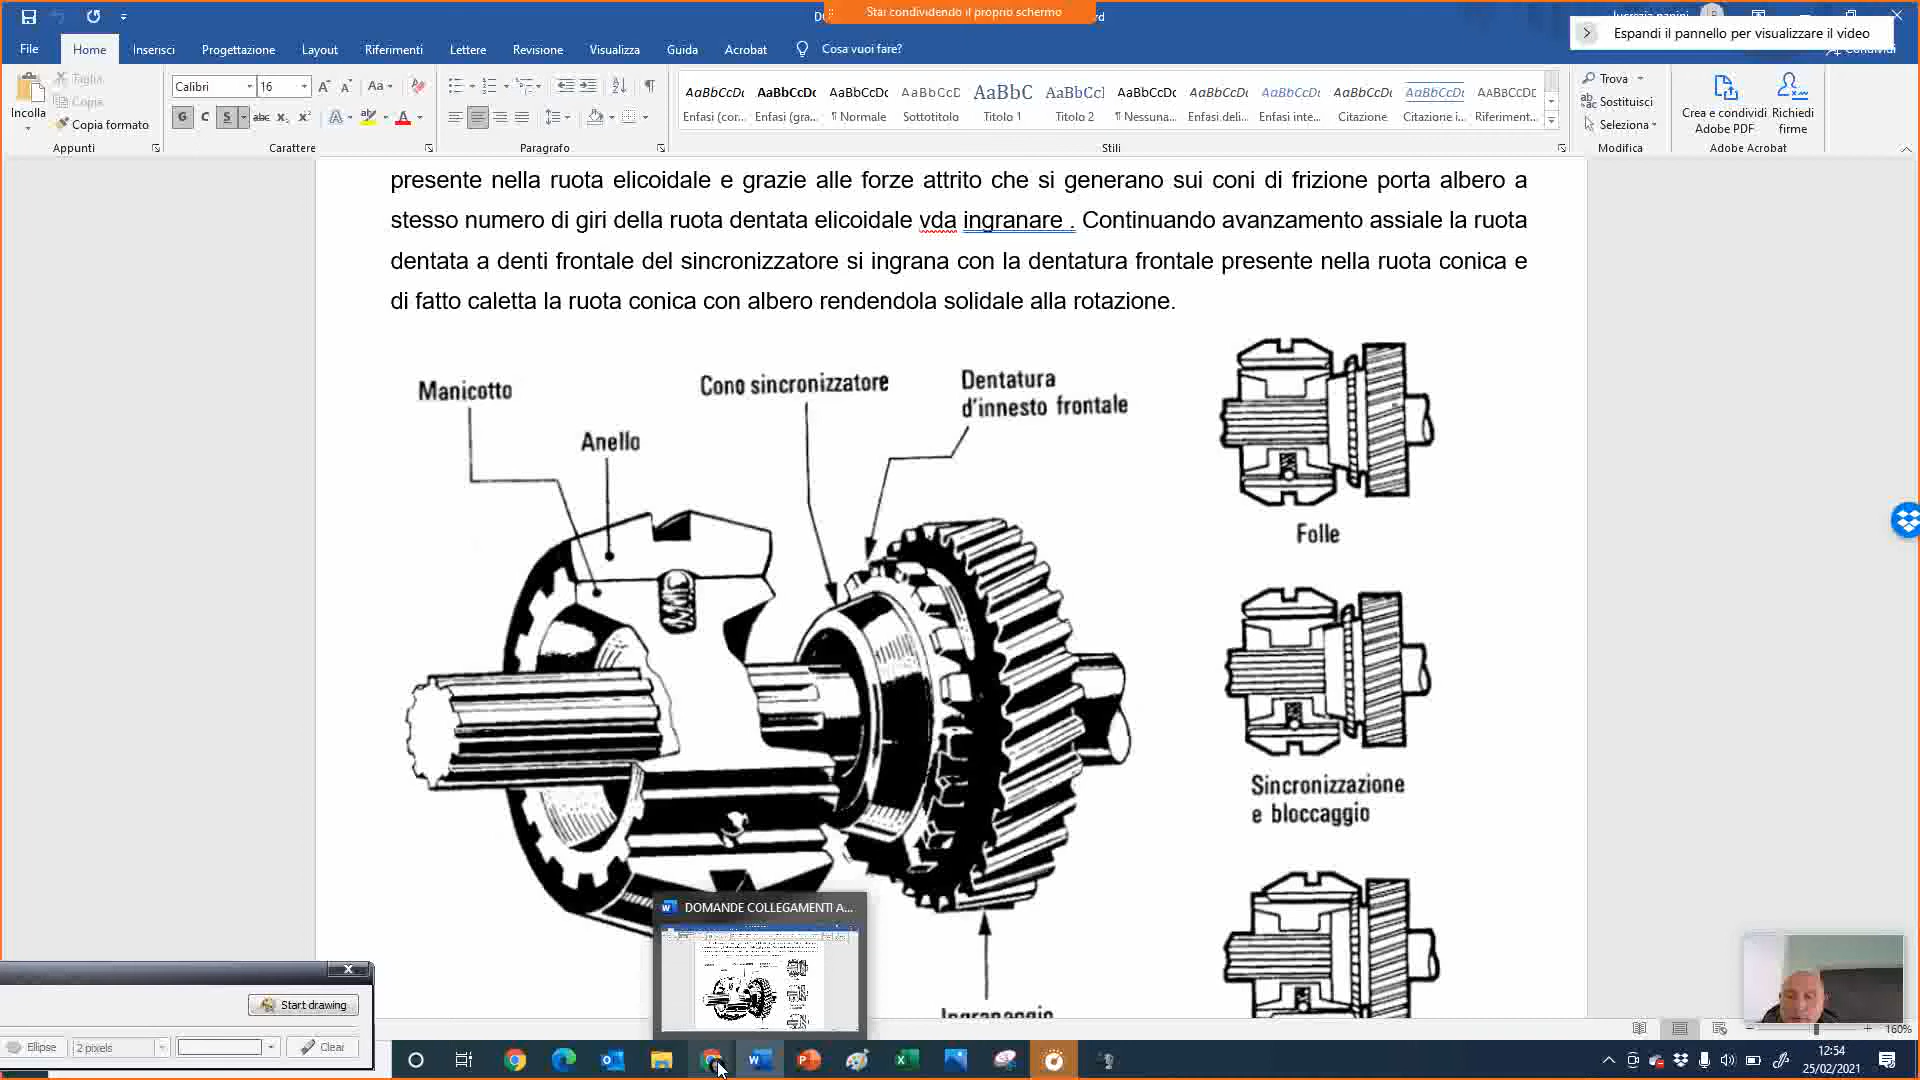 Stai condividendo il proprio schermo
Espandi il pannello per visualizzare il video
File Home Inserisci Progettazione Layout Riferimenti Lettere Revisione Visualizza Guida Acrobat Cosa vuoi fare?
Incolla
Taglia
Copia
Copia formato
Appunti
Calibri 16
Aa
G C S abc x₂ x²
Carattere
Paragrafo
Enfasi (cor... Enfasi (gra... ¶ Normale Sottotitolo Titolo 1 Titolo 2 ¶ Nessuna... Enfasi deli... Enfasi inte... Citazione Citazione i... Riferiment...
Stili
Trova
Sostituisci
Seleziona
Modifica
Crea e condividi
Adobe PDF
Richiedi
firme
Adobe Acrobat
presente nella ruota elicoidale e grazie alle forze attrito che si generano sui coni di frizione porta albero a
stesso numero di giri della ruota dentata elicoidale vda ingranare . Continuando avanzamento assiale la ruota
dentata a denti frontale del sincronizzatore si ingrana con la dentatura frontale presente nella ruota conica e
di fatto caletta la ruota conica con albero rendendola solidale alla rotazione.
Manicotto
Anello
Cono sincronizzatore
Dentatura
d'innesto frontale
Folle
Sincronizzazione
e bloccaggio
DOMANDE COLLEGAMENTI A...
Start drawing
Ellipse
2 pixels
Clear
160%
12:54
25/02/2021